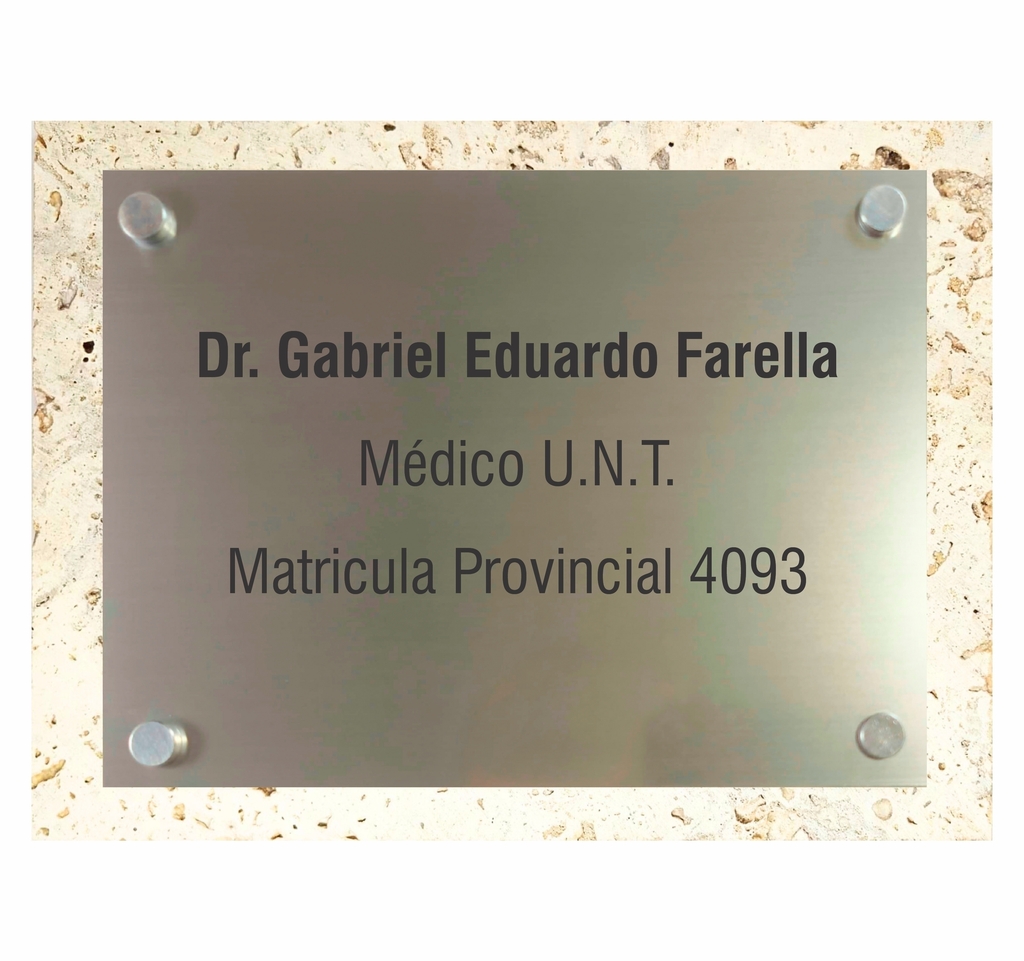 Dr. Gabriel Eduardo Farella
Médico U.N.T.
Matricula Provincial 4093